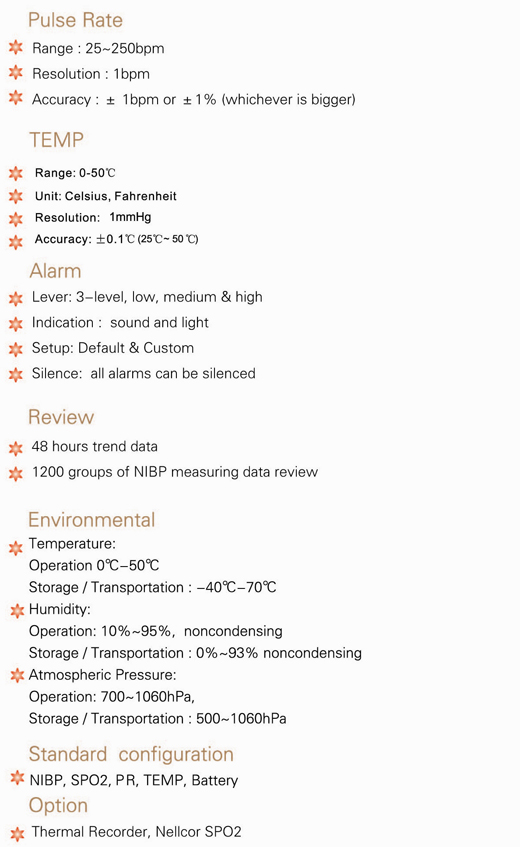 Pulse Rate
Range : 25~250bpm
Resolution : 1bpm
Accuracy : ± 1bpm or ±1% (whichever is bigger)
TEMP
Range: 0-50℃
Unit: Celsius, Fahrenheit
Resolution: 1mmHg
Accuracy: ±0.1℃ (25℃~ 50 ℃)
Alarm
Lever: 3–level, low, medium & high
Indication : sound and light
Setup: Default & Custom
Silence: all alarms can be silenced
Review
48 hours trend data
1200 groups of NIBP measuring data review
Environmental
Temperature:
Operation 0℃–50℃
Storage / Transportation : –40℃–70℃
Humidity:
Operation: 10%~95%, noncondensing
Storage / Transportation : 0%~93% noncondensing
Atmospheric Pressure:
Operation: 700~1060hPa,
Storage / Transportation : 500~1060hPa
Standard configuration
NIBP, SPO2, PR, TEMP, Battery
Option
Thermal Recorder, Nellcor SPO2